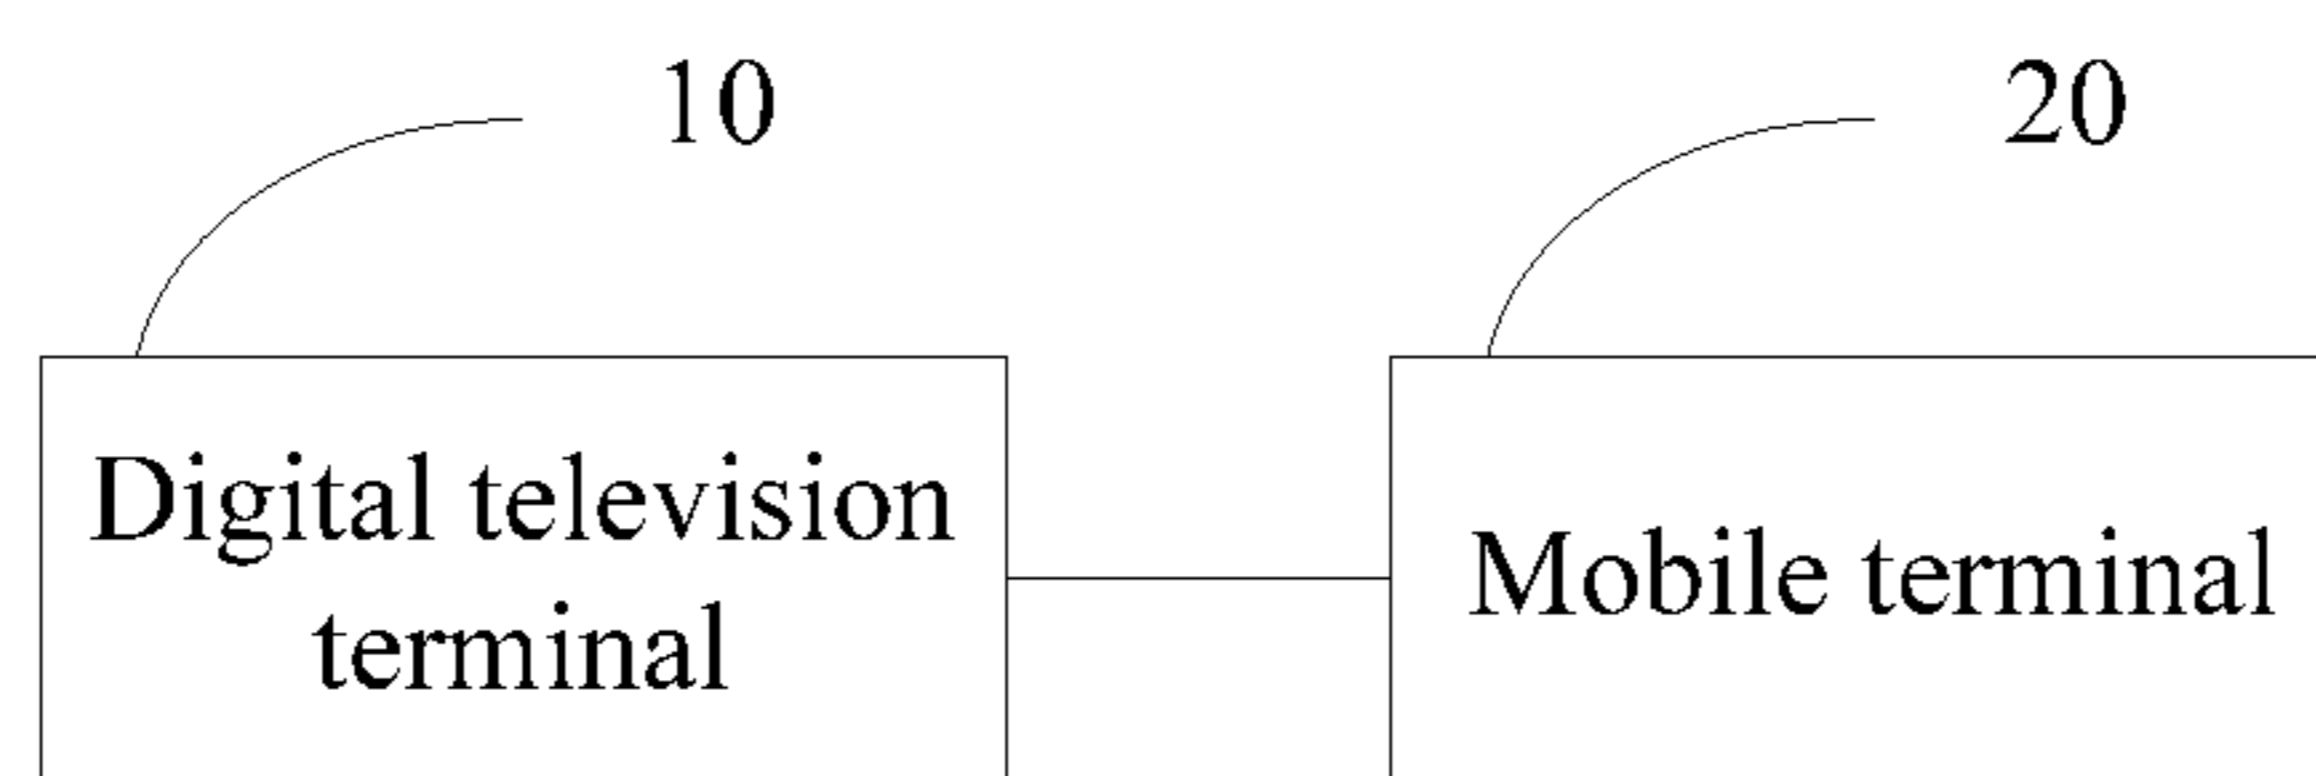 10
20
Digital television
terminal
Mobile terminal